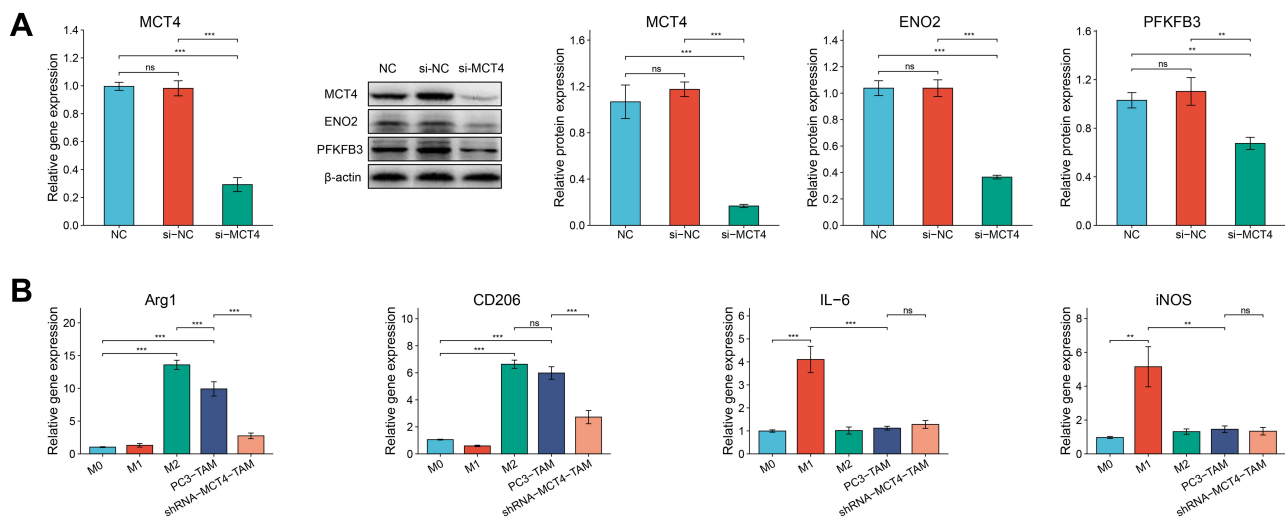 A
MCT4
Relative gene expression
1.4
1.2
1.0
0.8
0.6
0.4
0.2
0.0
***
***
ns
NC
si−NC
si−MCT4
NC
si-NC
si-MCT4
MCT4
ENO2
PFKFB3
β-actin
MCT4
Relative protein expression
1.6
1.2
0.8
0.4
0.0
***
***
ns
NC
si−NC
si−MCT4
ENO2
Relative protein expression
1.40
1.20
1.00
0.80
0.60
0.40
0.20
0.00
***
***
ns
NC
si−NC
si−MCT4
PFKFB3
Relative protein expression
1.6
1.2
0.8
0.4
0.0
**
**
ns
NC
si−NC
si−MCT4
B
Arg1
Relative gene expression
20
15
10
5
0
***
***
***
***
M0
M1
M2
PC3−TAM
shRNA−MCT4−TAM
CD206
Relative gene expression
10
8
6
4
2
0
***
ns
***
***
M0
M1
M2
PC3−TAM
shRNA−MCT4−TAM
IL−6
Relative gene expression
6
5
4
3
2
1
0
ns
***
***
M0
M1
M2
PC3−TAM
shRNA−MCT4−TAM
iNOS
Relative gene expression
8
6
4
2
0
ns
**
**
M0
M1
M2
PC3−TAM
shRNA−MCT4−TAM